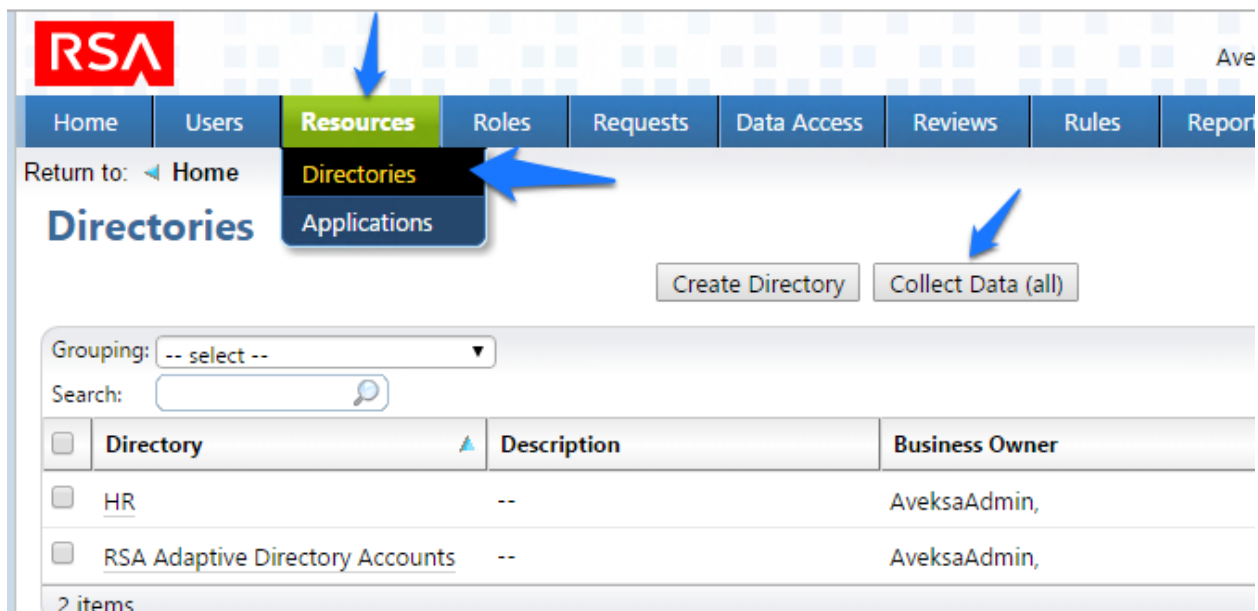 RSA
Ave
Home Users Resources Roles Requests Data Access Reviews Rules Report
Return to: Home
Directories
Applications
Directories
Create Directory Collect Data (all)
Grouping: -- select --
Search:
Directory Description Business Owner
HR -- AveksaAdmin,
RSA Adaptive Directory Accounts -- AveksaAdmin,
2 items